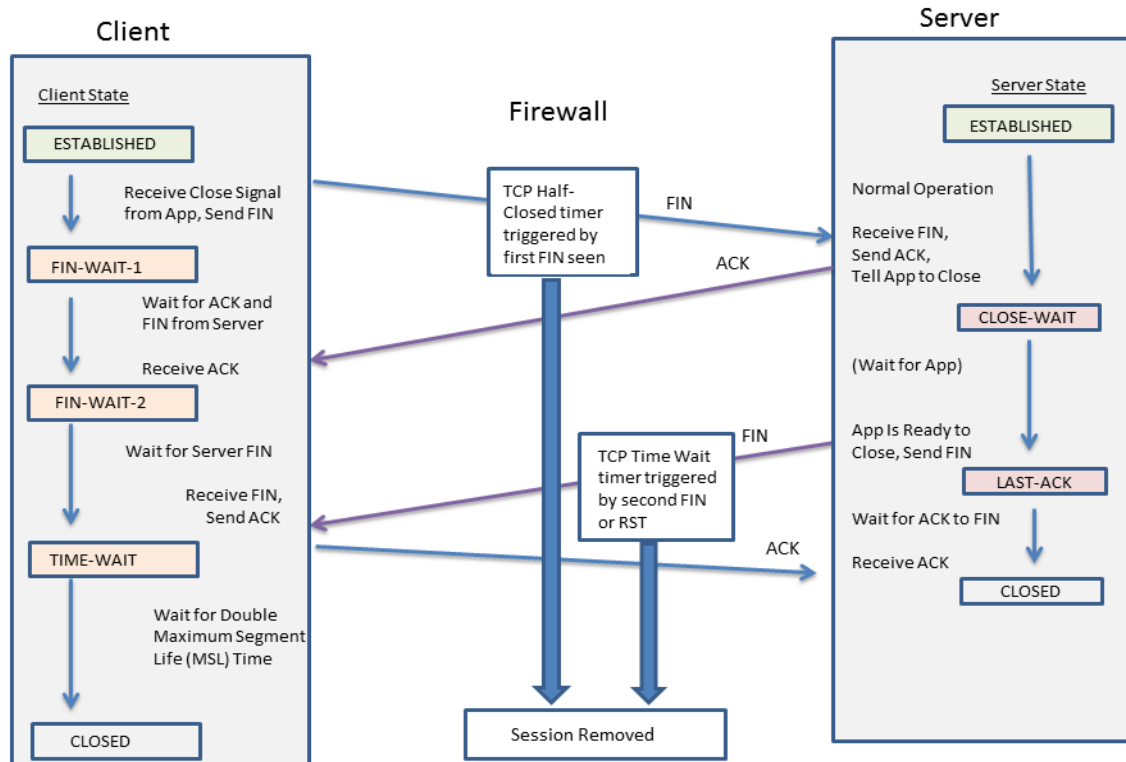 Client
Client State
ESTABLISHED
Receive Close Signal
from App, Send FIN
FIN-WAIT-1
Wait for ACK and
FIN from Server
Receive ACK
FIN-WAIT-2
Wait for Server FIN
Receive FIN,
Send ACK
TIME-WAIT
Wait for Double
Maximum Segment
Life (MSL) Time
CLOSED
Firewall
TCP Half-
Closed timer
triggered by
first FIN seen
FIN
ACK
TCP Time Wait
timer triggered
by second FIN
or RST
FIN
ACK
Session Removed
Server
Server State
ESTABLISHED
Normal Operation
Receive FIN,
Send ACK,
Tell App to Close
CLOSE-WAIT
(Wait for App)
App Is Ready to
Close, Send FIN
LAST-ACK
Wait for ACK to FIN
Receive ACK
CLOSED